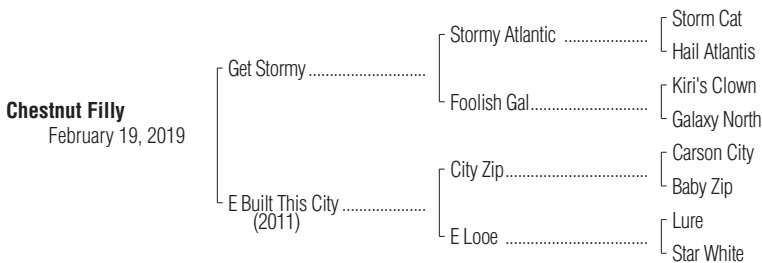 Storm Cat
Stormy Atlantic ....................
Hail Atlantis
Get Stormy ............................
Kiri's Clown
Foolish Gal............................
Galaxy North
Chestnut Filly
February 19, 2019
Carson City
City Zip..................................
Baby Zip
E Built This City ....................
(2011)
Lure
E Looe ..................................
Star White